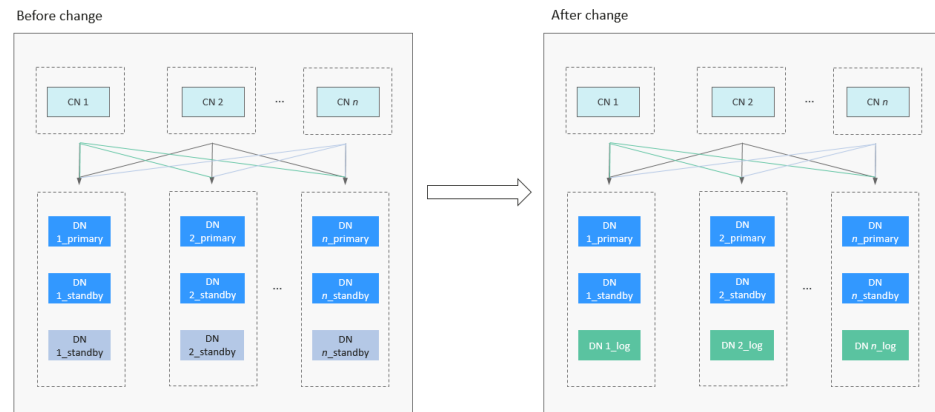 Before change
After change
CN 1
CN 2
...
CN n
CN 1
CN 2
...
CN n
DN
1_primary
DN
2_primary
DN
n_primary
DN
1_standby
DN
2_standby
...
DN
n_standby
DN
1_standby
DN
2_standby
DN
n_standby
DN
1_primary
DN
2_primary
DN
n_primary
DN
1_standby
DN
2_standby
...
DN
n_standby
DN 1_log
DN 2_log
DN n_log